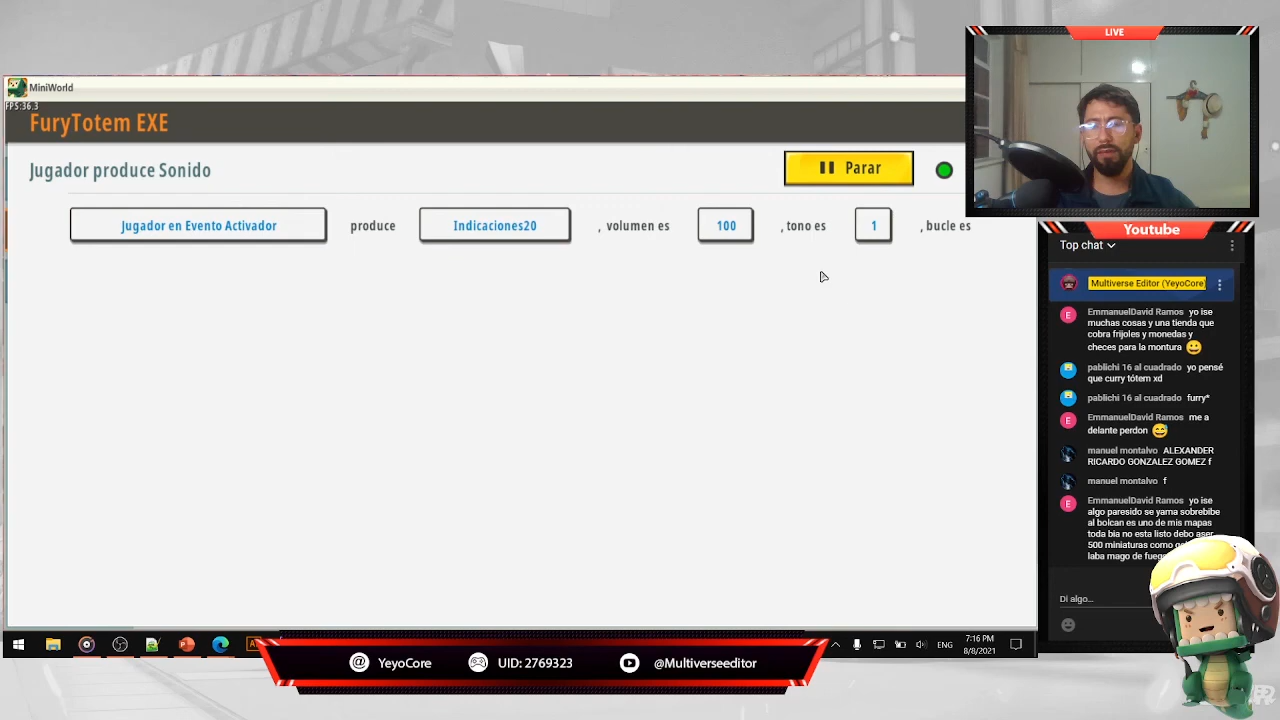 LIVE
MiniWorld
FPS:36.3
FuryTotem EXE
Jugador produce Sonido
Parar
Jugador en Evento Activador produce Indicaciones20 , volumen es 100 , tono es 1 , bucle es
Youtube
Top chat
Multiverse Editor (YeyoCore)
EmmanuelDavid Ramos yo ise
muchas cosas y una tienda que
cobra frijoles y monedas y
checes para la montura
pablichi 16 al cuadrado yo pensé
que curry tótem xd
pablichi 16 al cuadrado furry*
EmmanuelDavid Ramos me a
delante perdon
manuel montalvo ALEXANDER
RICARDO GONZALEZ GOMEZ f
manuel montalvo f
EmmanuelDavid Ramos yo ise
algo paresido se yama sobrebibe
al bolcan es uno de mis mapas
toda bia no esta listo debo aser
500 miniaturas como
laba mago de
Di algo...
ENG
7:16 PM
8/8/2021
YeyoCore
UID: 2769323
@Multiverseeditor